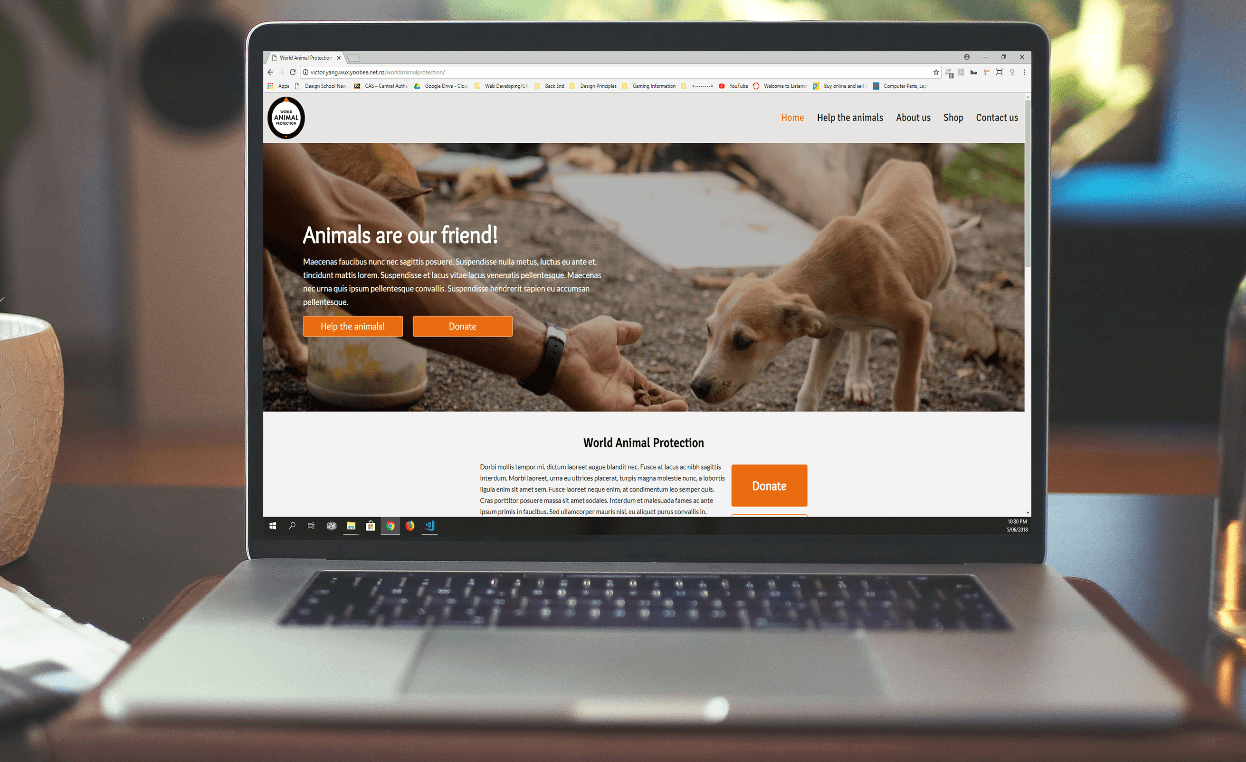 World Animal Protection
victor.yang.wux.yoobee.net.nz/worldanimalprotection/
Apps Design School New CAS – Central Auth Google Drive - Clou Web Developing/UI Back End Design Principles Gaming Information <---------> YouTube Welcome to Listenon Buy online and sell Computer Parts, Lap
WORLD
ANIMAL
PROTECTION
Home Help the animals About us Shop Contact us
Animals are our friend!
Maecenas faucibus nunc nec sagittis posuere. Suspendisse nulla metus, luctus eu ante et,
tincidunt mattis lorem. Suspendisse et lacus vitae lacus venenatis pellentesque. Maecenas
nec urna quis ipsum pellentesque convallis. Suspendisse hendrerit sapien eu accumsan
pellentesque.
Help the animals! Donate
World Animal Protection
Dorbi mollis tempor mi, dictum laoreet augue blandit nec. Fusce at lacus ac nibh sagittis
interdum. Morbi laoreet, urna eu ultrices placerat, turpis magna molestie nunc, a lobortis
ligula enim sit amet sem. Fusce laoreet neque enim, at condimentum leo semper quis.
Cras porttitor posuere massa sit amet sodales. Interdum et malesuada fames ac ante
ipsum primis in faucibus. Sed ullamcorper mauris nisi, eu aliquet purus convallis in.
Donate
10:30 PM
5/06/2018